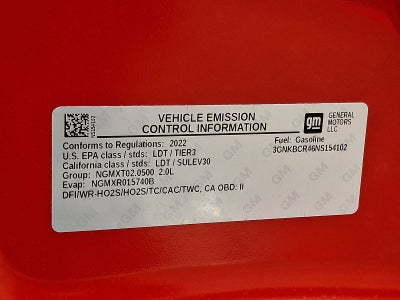 VEHICLE EMISSION
CONTROL INFORMATION
gm
GENERAL
MOTORS
LLC
Conforms to Regulations: 2022
Fuel: Gasoline
U.S. EPA class / stds: LDT / TIER3
3GNKBCR46NS154102
California class / stds: LDT / SULEV30
Group: NGMXT02.0500 2.0L
Evap: NGMXR015740B
DFI/WR-HO2S/HO2S/TC/CAC/TWC, CA OBD: II